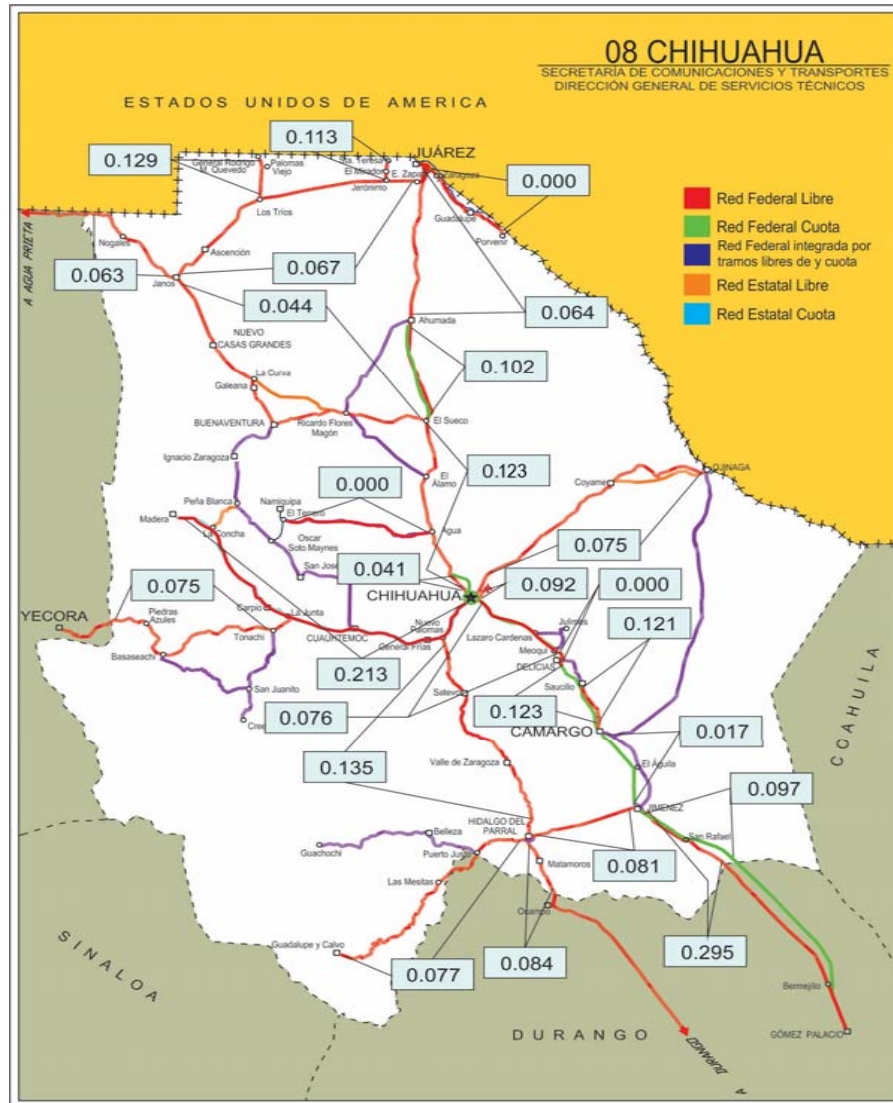 08 CHIHUAHUA
SECRETARÍA DE COMUNICACIONES Y TRANSPORTES
DIRECCIÓN GENERAL DE SERVICIOS TÉCNICOS
ESTADOS UNIDOS DE AMERICA
0.113
0.129
General Rodrigo
M. Quevedo
Palomas
Viejo
Sta. Teresa
El Mirador
Jerónimo
JUÁREZ
Zaragoza
0.000
Guadalupe
Porvenir
Red Federal Libre
Red Federal Cuota
Red Federal integrada por
tramos libres de y cuota
Red Estatal Libre
Red Estatal Cuota
A AGUA PRIETA
Los Tríos
Nogales
Ascención
0.063
Janos
0.067
0.044
0.064
Ahumada
NUEVO
CASAS GRANDES
0.102
La Curva
Galeana
BUENAVENTURA
Ricardo Flores
Magón
El Sueco
Ignacio Zaragoza
0.123
El
Alamo
Coyame
OJINAGA
0.000
Peña Blanca
Namiquipa
El Terrero
Madera
La Concha
Oscar
Soto Maynes
Agua
0.075
San José
0.041
CHIHUAHUA
0.092
0.000
0.075
YECORA
Piedras
Azules
Carpio
La Junta
Tonachi
CUAUHTEMOC
Nuevo
Palomas
General Frias
Lazaro Cardenas
Julimes
Meoqui
DELICIAS
0.121
Basaseachi
San Juanito
0.213
Saucillo
0.076
Satevo
0.123
CAMARGO
0.017
0.135
Valle de Zaragoza
El Águila
0.097
COAHUILA
JIMENEZ
HIDALGO DEL
PARRAL
San Rafael
Belleza
Guachochi
Puerto Justo
0.081
Matamoros
Las Mesitas
Ocampo
Guadalupe y Calvo
0.077
0.084
0.295
SINALOA
Bermejillo
DURANGO
GÓMEZ PALACIO
A DURANGO